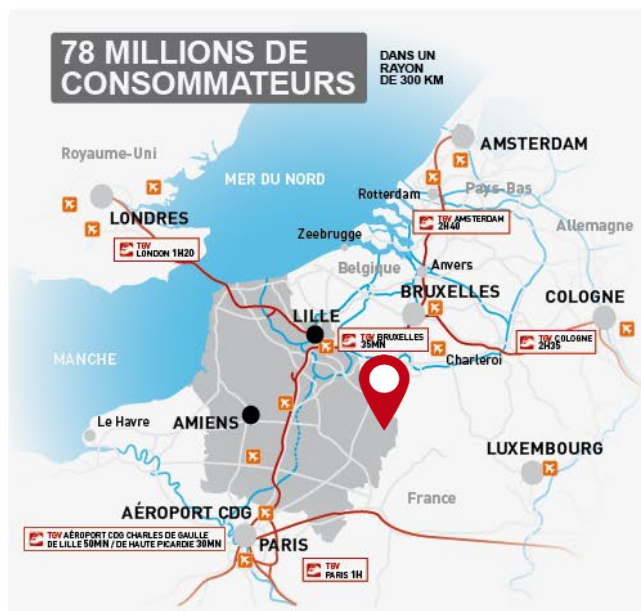 78 MILLIONS DE
CONSOMMATEURS
DANS UN
RAYON
DE 300 KM
AMSTERDAM
Royaume-Uni
MER DU NORD
Pays-Bas
Rotterdam
LONDRES
TGV AMSTERDAM
2H40
Allemagne
Zeebrugge
TGV
LONDON 1H20
Anvers
Belgique
BRUXELLES
COLOGNE
LILLE
TGV BRUXELLES
35MN
TGV COLOGNE
2H35
MANCHE
Charleroi
Le Havre
AMIENS
LUXEMBOURG
France
AÉROPORT CDG
TGV AÉROPORT CDG CHARLES DE GAULLE
DE LILLE 50MN / DE HAUTE PICARDIE 30MN
PARIS
TGV
PARIS 1H